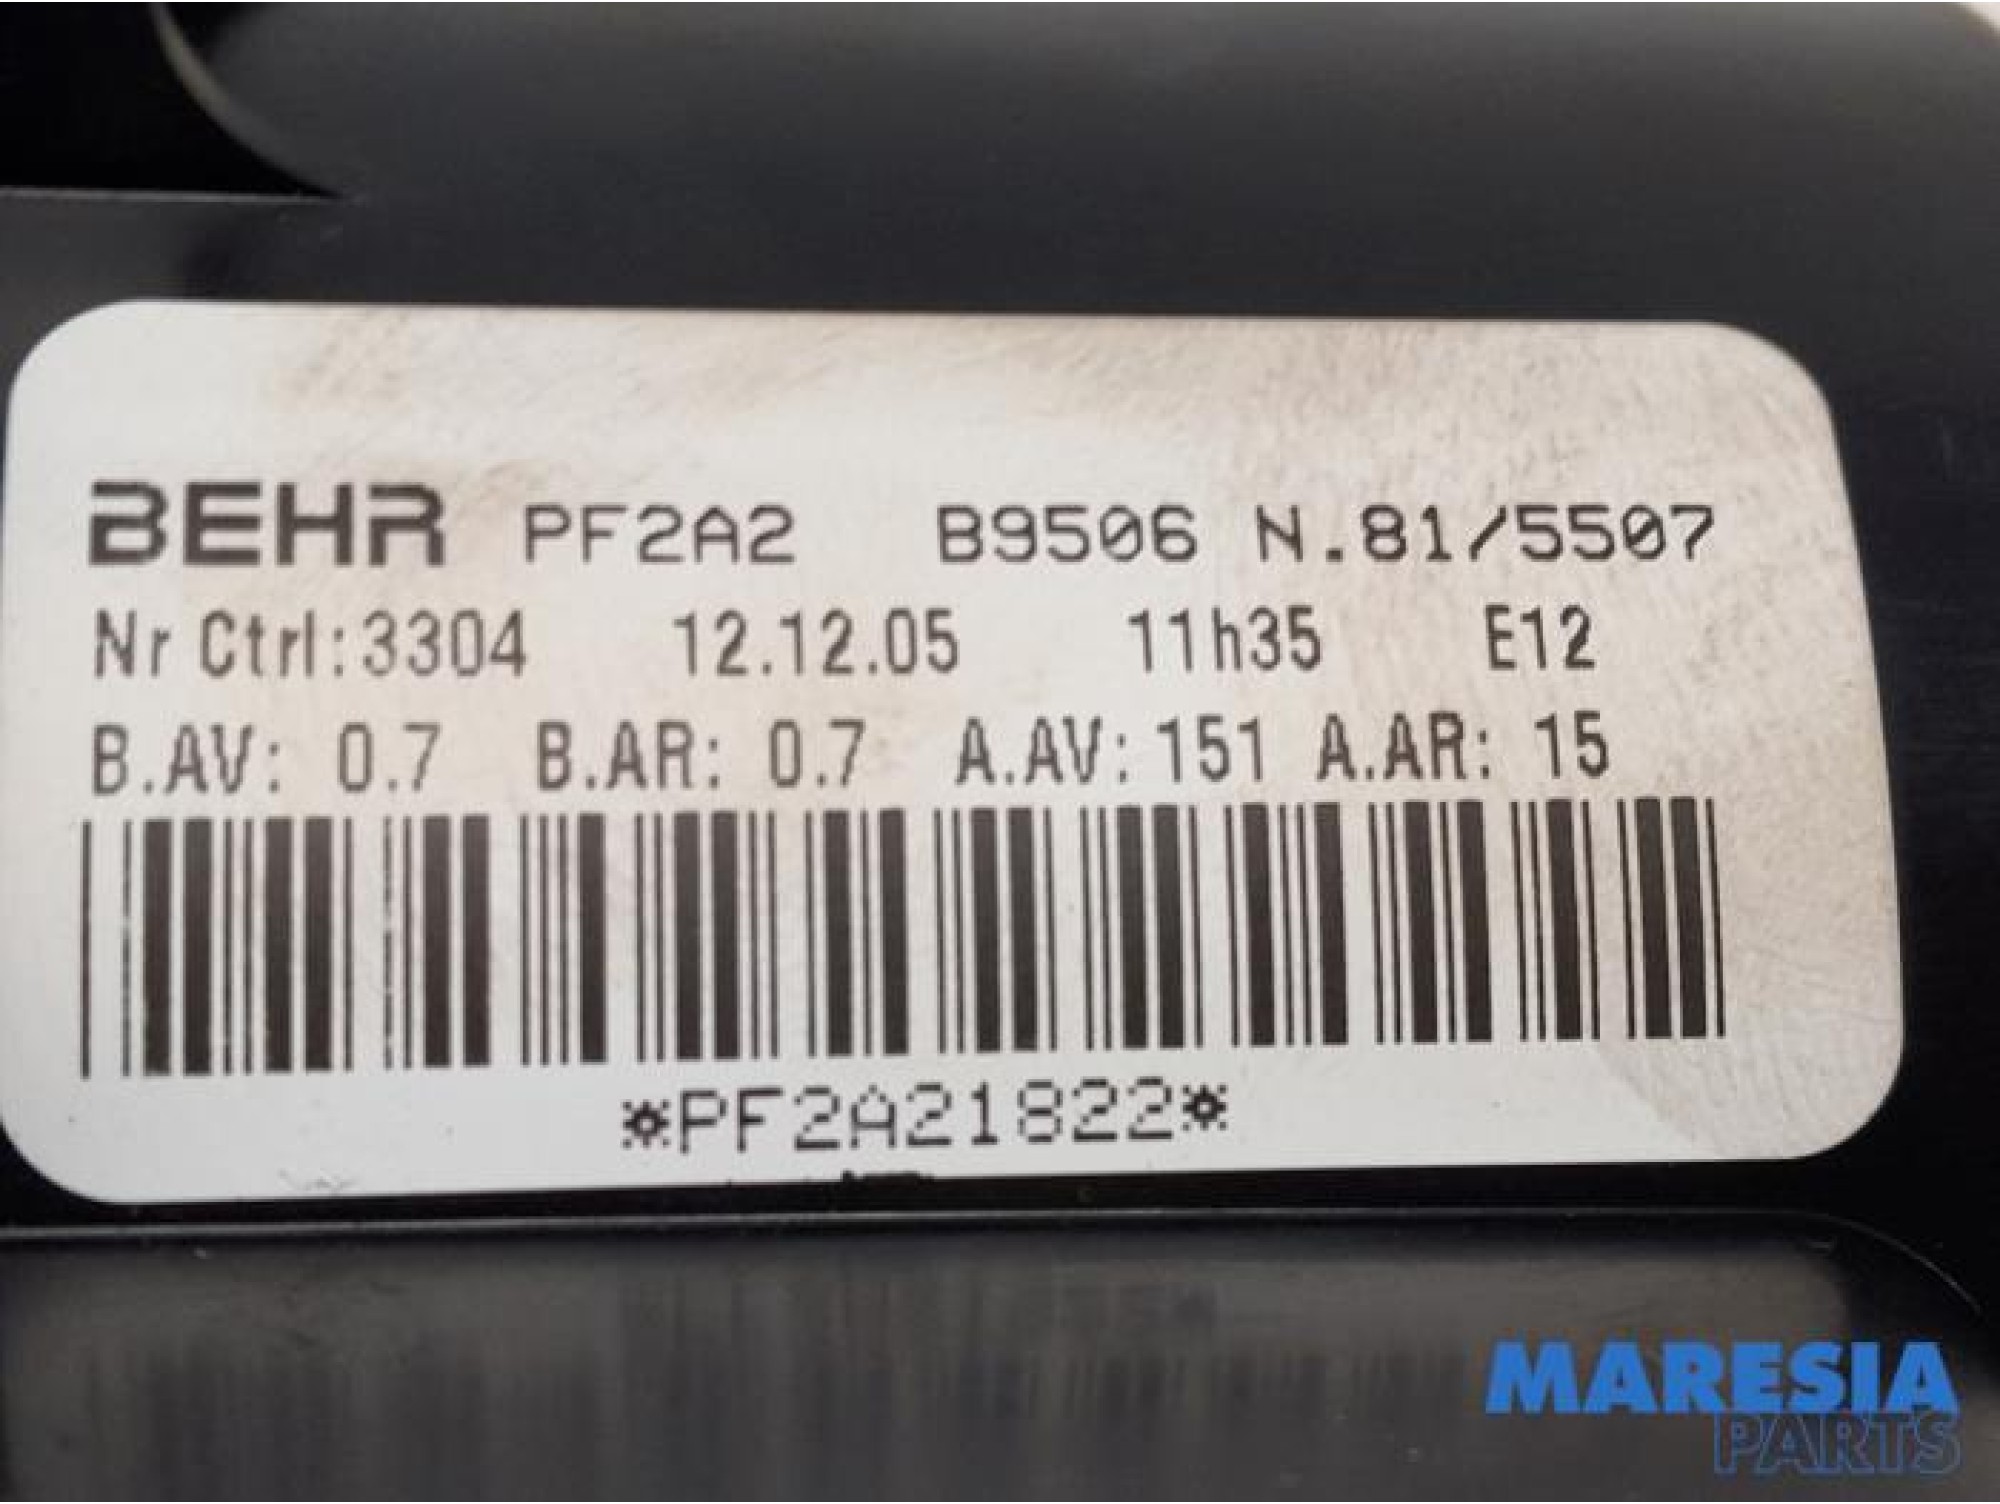 BEHR PF2A2 B9506 N.81/5507
Nr Ctrl:3304 12.12.05 11h35 E12
B.AV: 0.7 B.AR: 0.7 A.AV:151 A.AR: 15
*PF2A21822*
MARESIA
PARTS